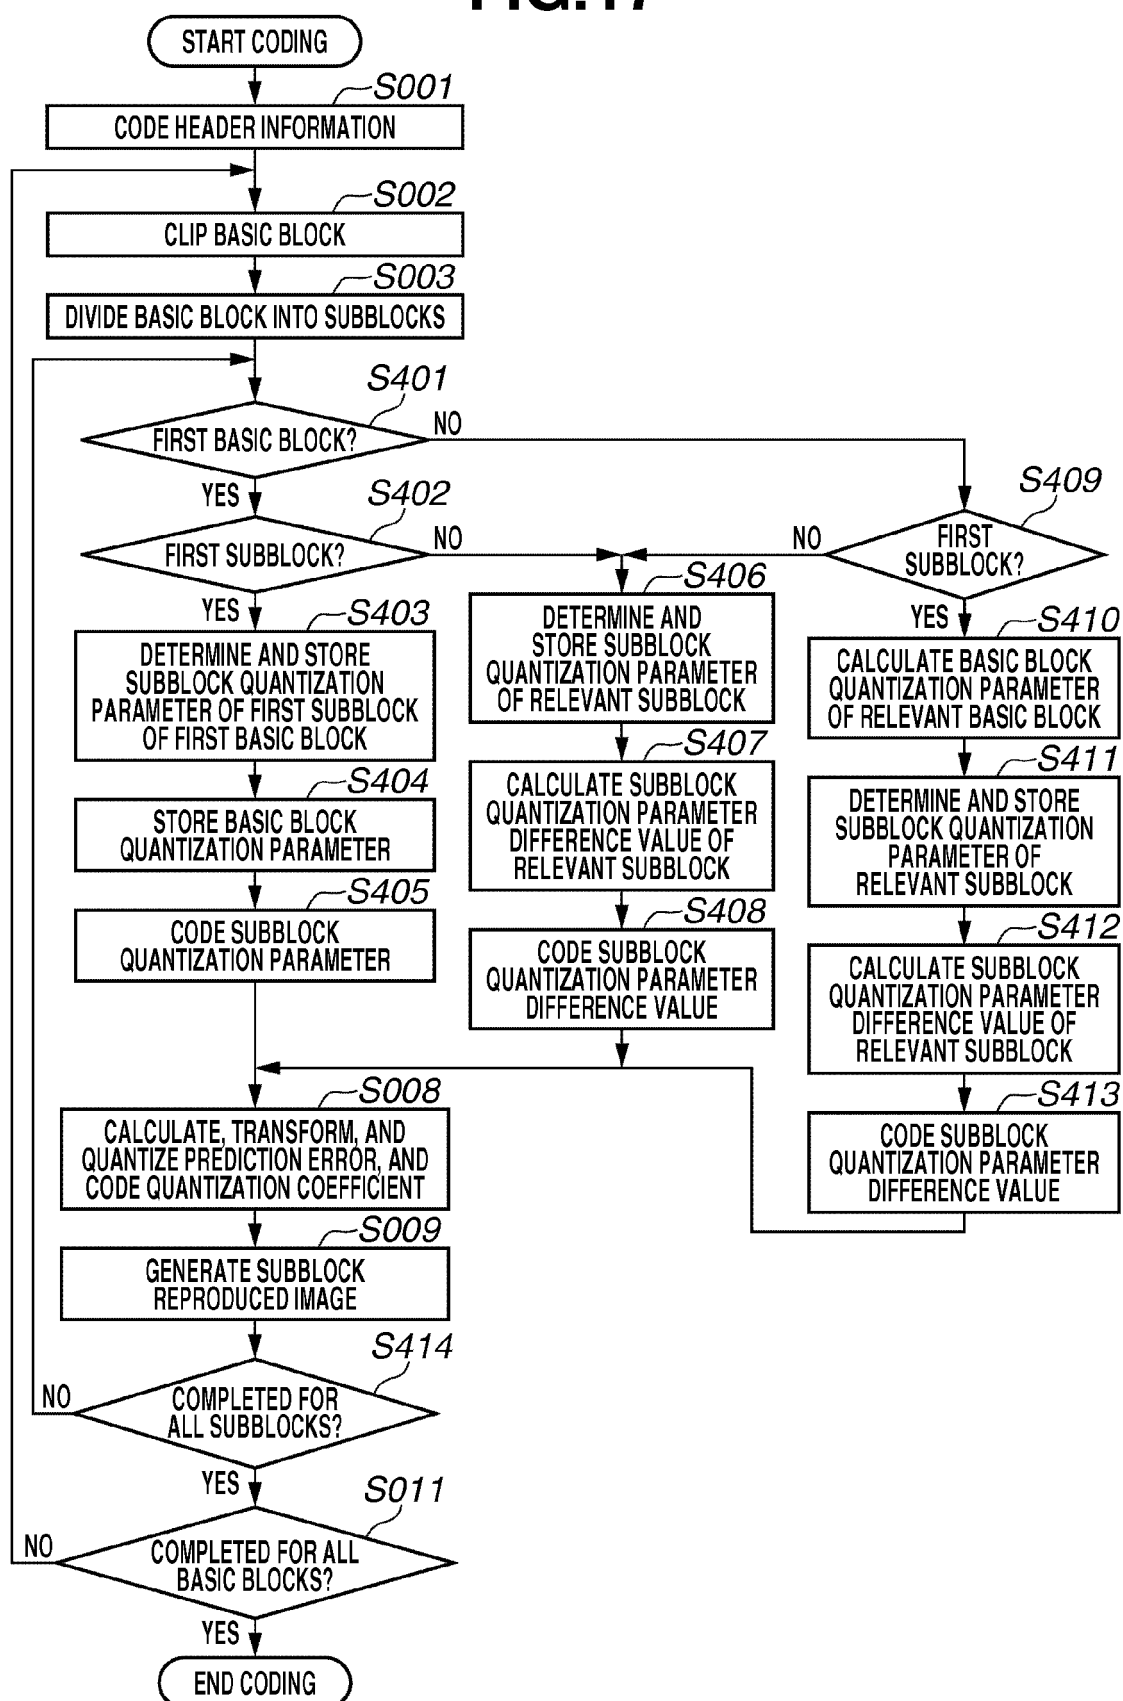 FIG.17
START CODING
S001
CODE HEADER INFORMATION
S002
CLIP BASIC BLOCK
S003
DIVIDE BASIC BLOCK INTO SUBBLOCKS
S401
FIRST BASIC BLOCK?
NO
YES
S402
FIRST SUBBLOCK?
NO
YES
S403
DETERMINE AND STORE
SUBBLOCK QUANTIZATION
PARAMETER OF FIRST SUBBLOCK
OF FIRST BASIC BLOCK
S404
STORE BASIC BLOCK
QUANTIZATION PARAMETER
S405
CODE SUBBLOCK
QUANTIZATION PARAMETER
S406
DETERMINE AND
STORE SUBBLOCK
QUANTIZATION PARAMETER
OF RELEVANT SUBBLOCK
S407
CALCULATE SUBBLOCK
QUANTIZATION PARAMETER
DIFFERENCE VALUE OF
RELEVANT SUBBLOCK
S408
CODE SUBBLOCK
QUANTIZATION PARAMETER
DIFFERENCE VALUE
S409
FIRST
SUBBLOCK?
NO
YES
S410
CALCULATE BASIC BLOCK
QUANTIZATION PARAMETER
OF RELEVANT BASIC BLOCK
S411
DETERMINE AND STORE
SUBBLOCK QUANTIZATION
PARAMETER OF
RELEVANT SUBBLOCK
S412
CALCULATE SUBBLOCK
QUANTIZATION PARAMETER
DIFFERENCE VALUE OF
RELEVANT SUBBLOCK
S413
CODE SUBBLOCK
QUANTIZATION PARAMETER
DIFFERENCE VALUE
S008
CALCULATE, TRANSFORM, AND
QUANTIZE PREDICTION ERROR, AND
CODE QUANTIZATION COEFFICIENT
S009
GENERATE SUBBLOCK
REPRODUCED IMAGE
S414
COMPLETED FOR
ALL SUBBLOCKS?
NO
YES
S011
COMPLETED FOR ALL
BASIC BLOCKS?
NO
YES
END CODING